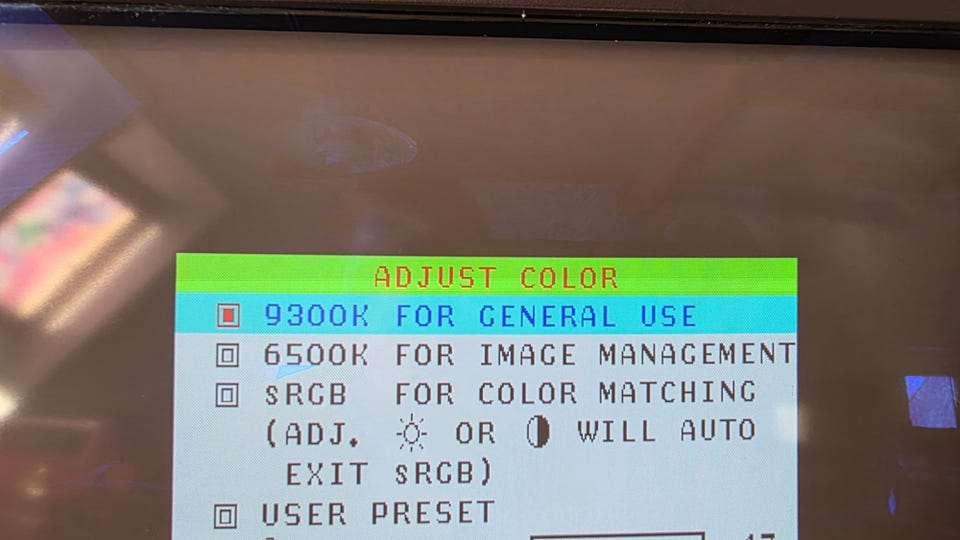 ADJUST COLOR
9300K FOR GENERAL USE
6500K FOR IMAGE MANAGEMENT
sRGB FOR COLOR MATCHING
(ADJ. OR WILL AUTO
EXIT sRGB)
USER PRESET